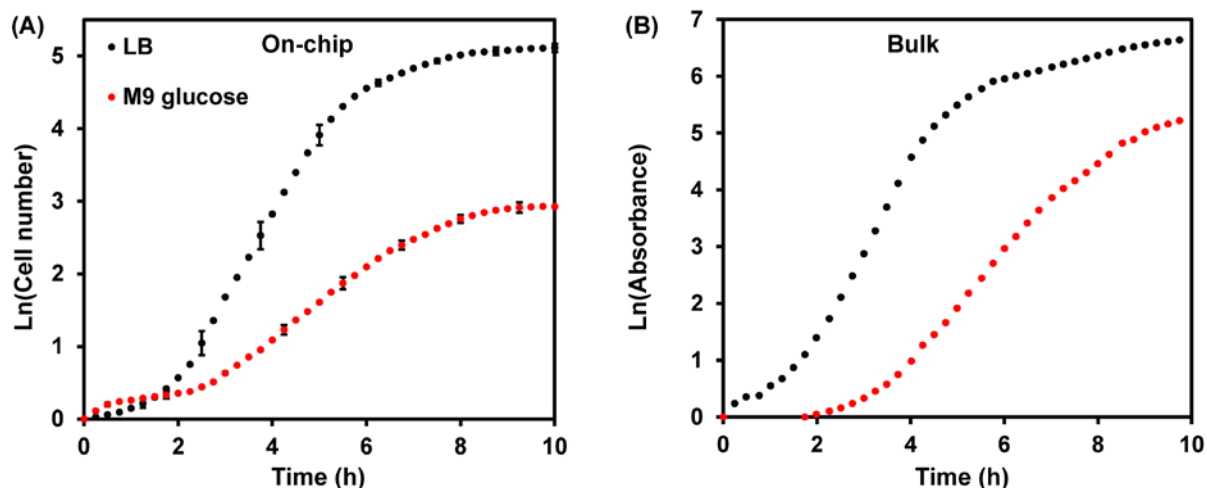 (A)
On-chip
LB
M9 glucose
Ln(Cell number)
5
4
3
2
1
0
0 2 4 6 8 10
Time (h)
(B)
Bulk
Ln(Absorbance)
7
6
5
4
3
2
1
0
0 2 4 6 8 10
Time (h)